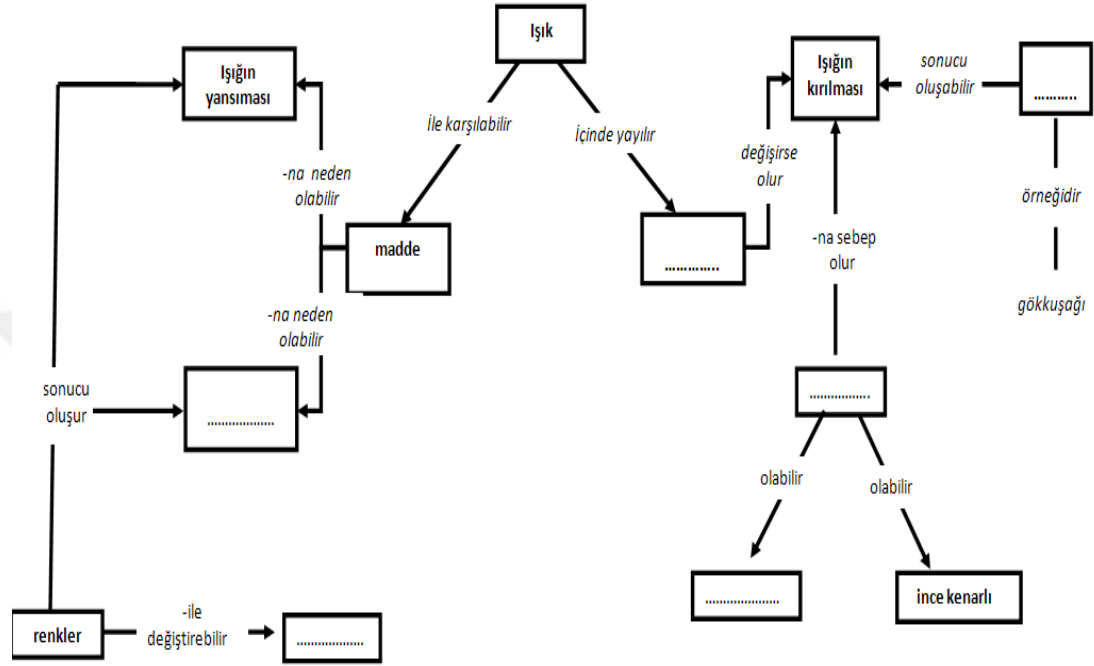 Işık
Işığın
yansıması
Işığın
kırılması
sonucu
oluşabilir
………..
İle karşılabilir
İçinde yayılır
değişirse
olur
-na neden
olabilir
örneğidir
madde
…………..
-na sebep
olur
gökkuşağı
-na neden
olabilir
sonucu
oluşur
..................
.................
olabilir
olabilir
....................
ince kenarlı
renkler
-ile
değiştirebilir
...................